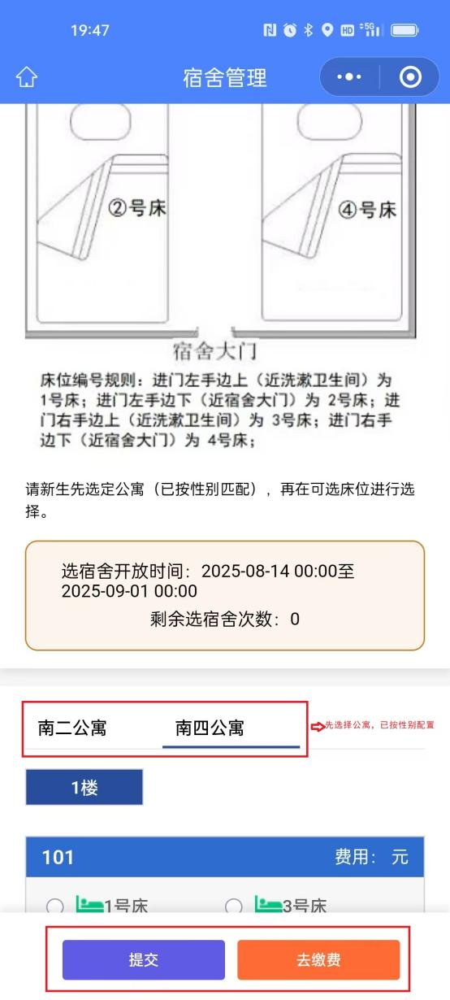 19:47
HD 5G
宿舍管理
②号床
④号床
宿舍大门
床位编号规则：进门左手边上（近洗漱卫生间）为
1号床；进门左手边下（近宿舍大门）为 2号床；进
门右手边上（近洗漱卫生间）为 3号床；进门右手
边下（近宿舍大门）为 4号床；
请新生先选定公寓（已按性别匹配），再在可选床位进行选
择。
选宿舍开放时间：2025-08-14 00:00至
2025-09-01 00:00
剩余选宿舍次数：0
南二公寓
南四公寓
先选择公寓，已按性别配置
1楼
101
费用： 元
1号床
3号床
提交
去缴费